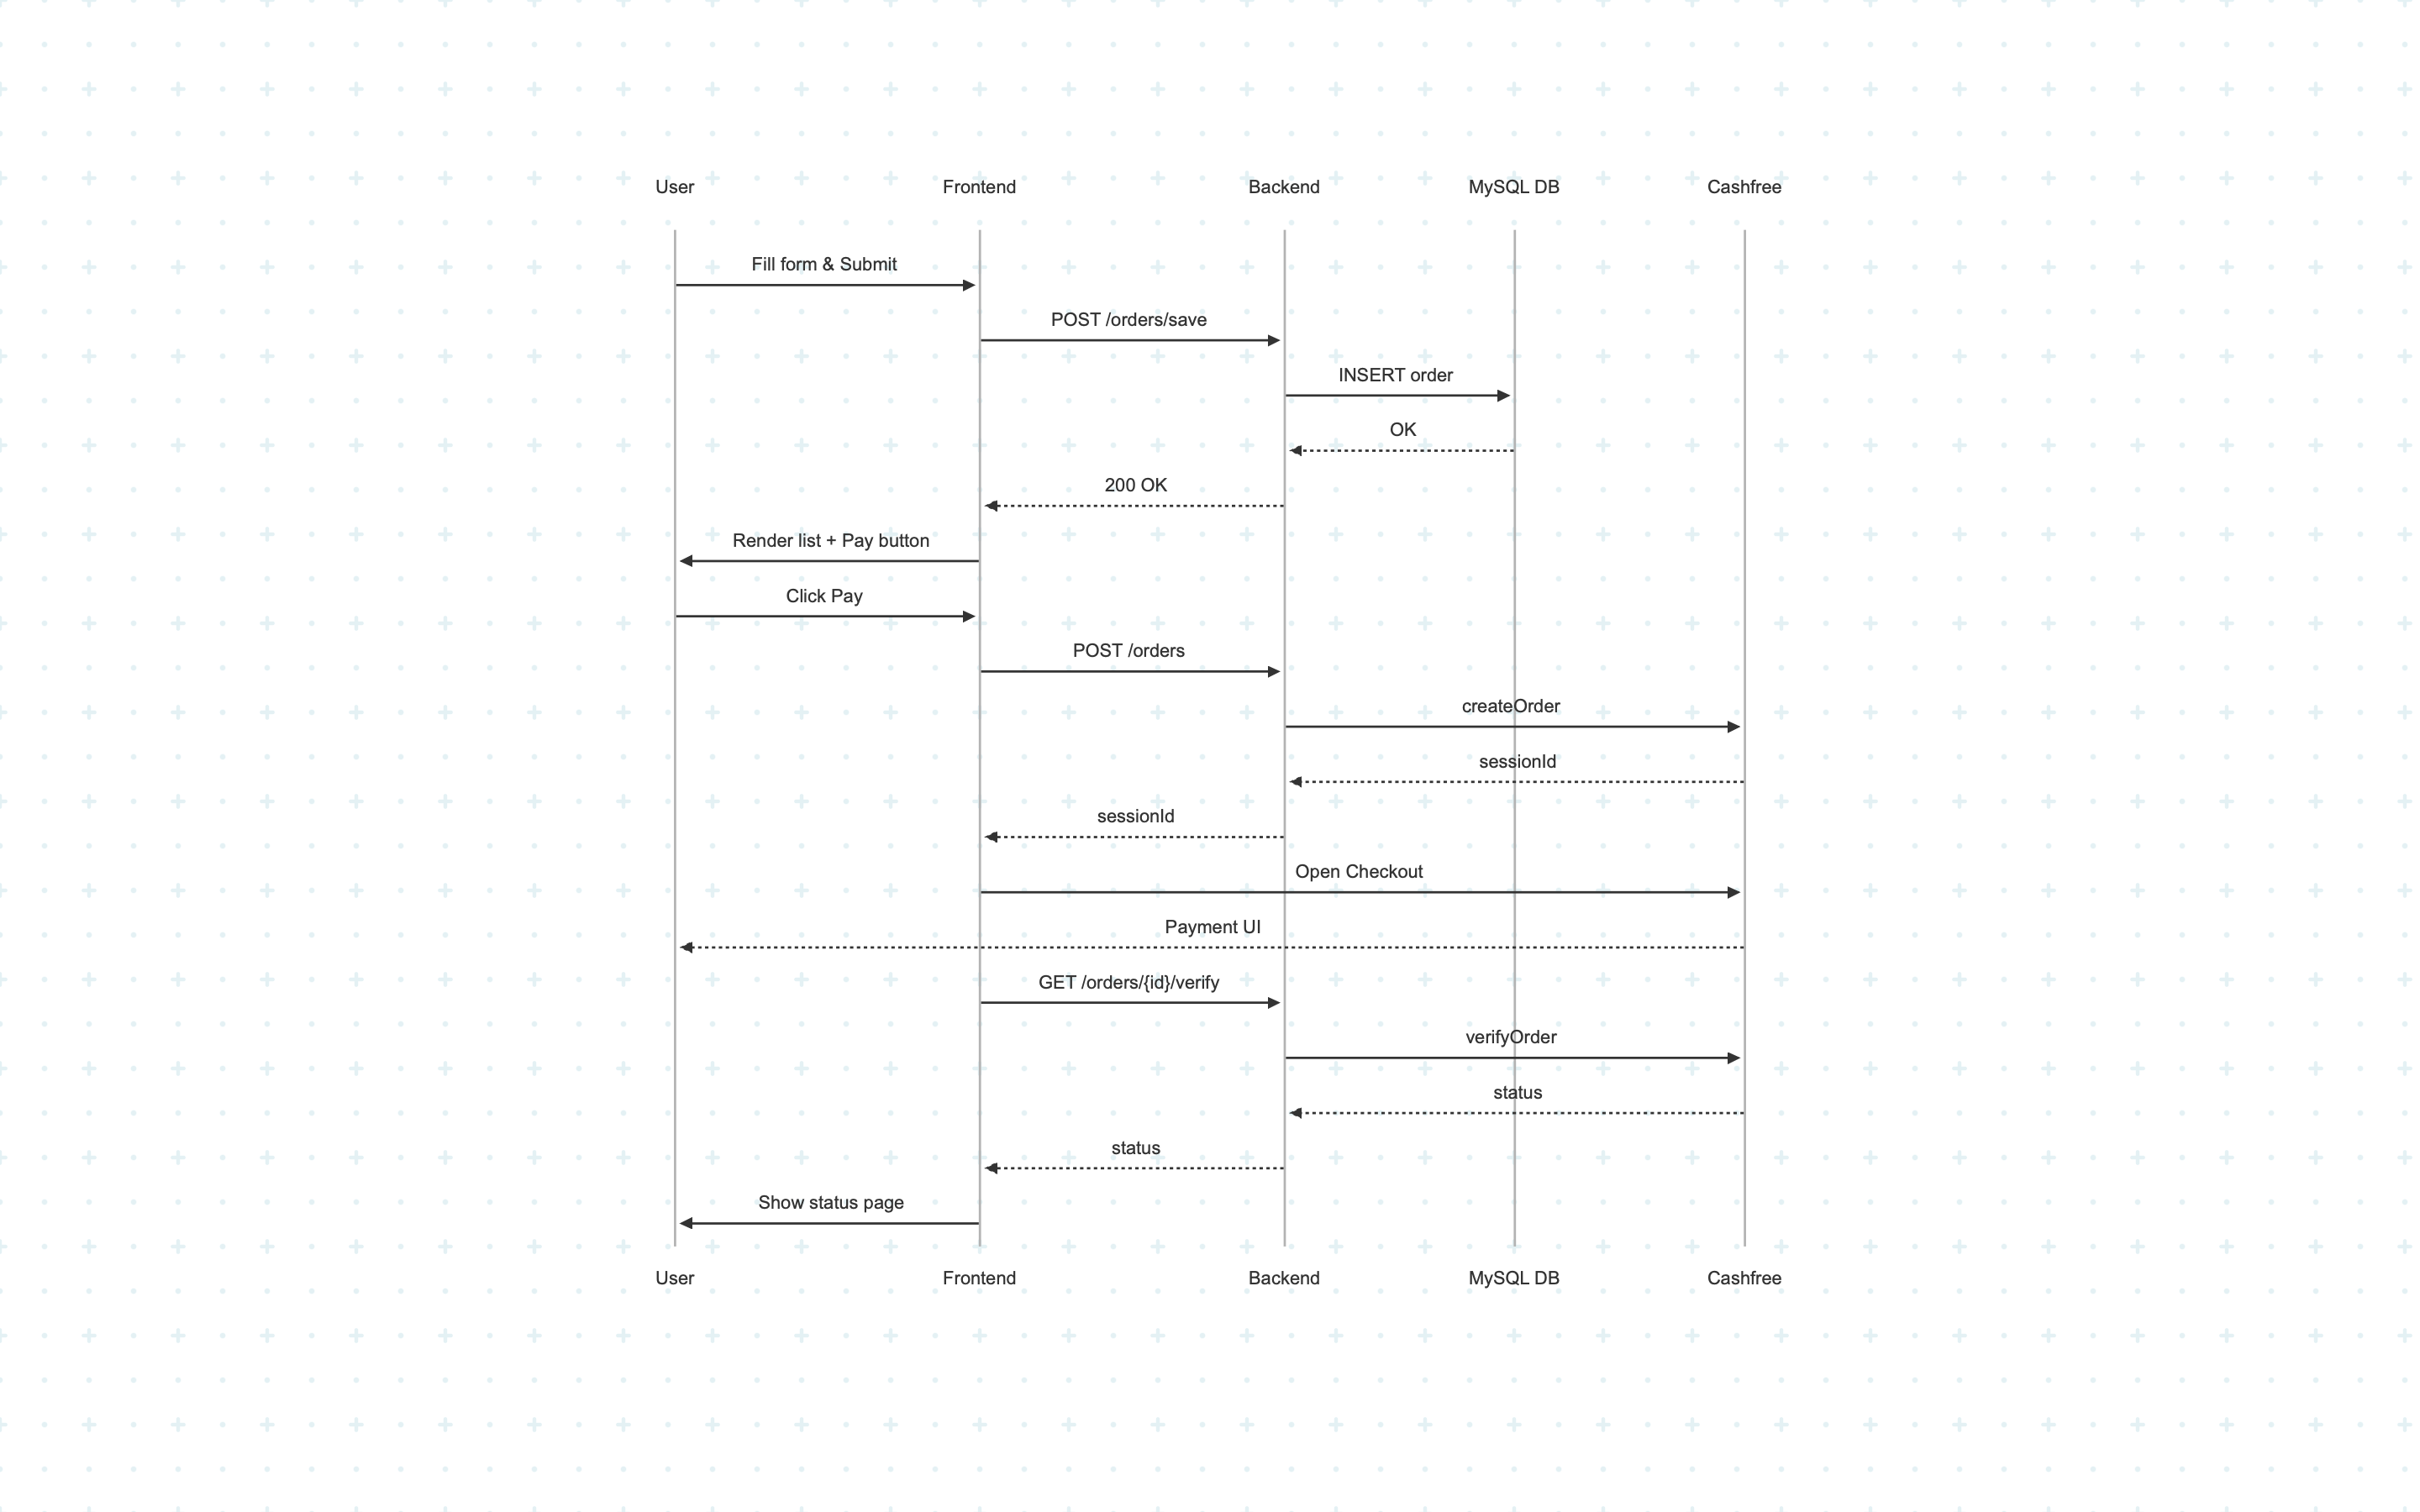 User Frontend Backend MySQL DB Cashfree
Fill form & Submit
POST /orders/save
INSERT order
OK
200 OK
Render list + Pay button
Click Pay
POST /orders
createOrder
sessionId
sessionId
Open Checkout
Payment UI
GET /orders/{id}/verify
verifyOrder
status
status
Show status page
User Frontend Backend MySQL DB Cashfree